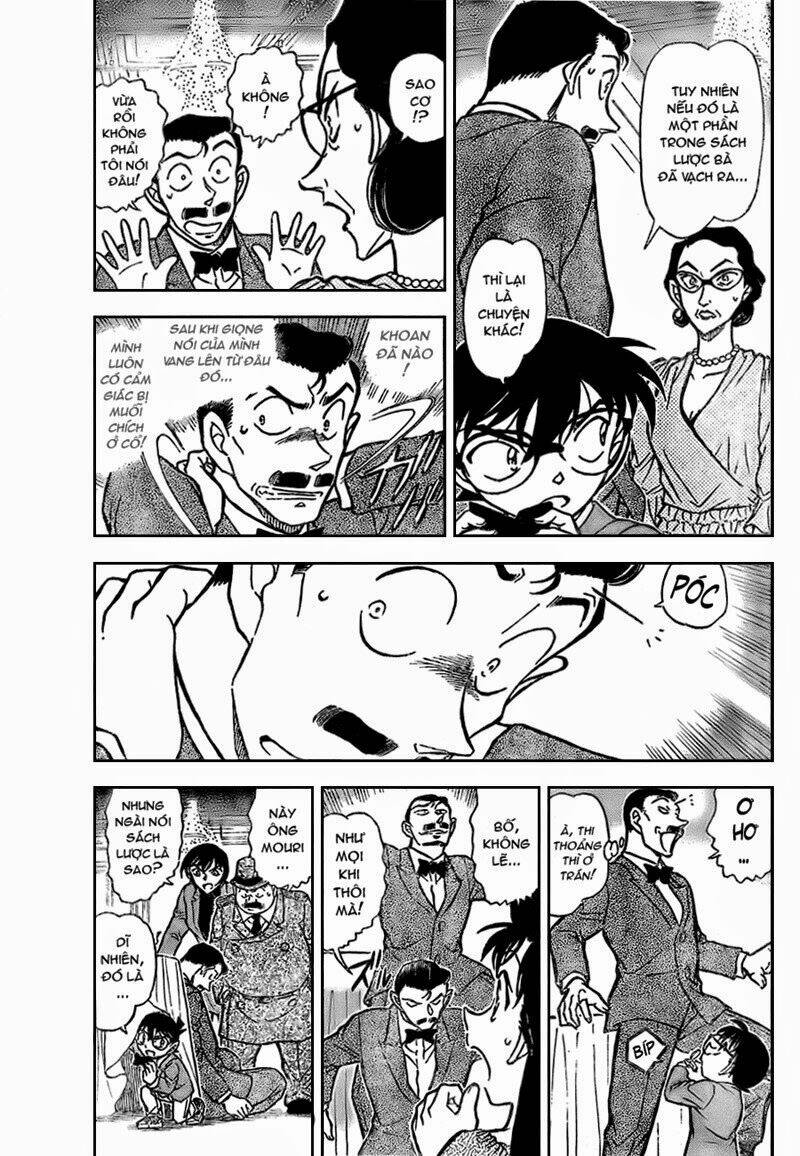 TUY NHIÊN
NẾU ĐÓ LÀ
MỘT PHẦN
TRONG SÁCH
LƯỢC BÀ
ĐÃ VẠCH RA...
THÌ LẠI
LÀ
CHUYỆN
KHÁC!
SAO
CƠ
!?
À
KHÔNG
!
VỪA
RỒI
KHÔNG
PHẢI
TÔI NÓI
ĐÂU!
KHOAN
ĐÃ NÀO
!
SAU KHI GIỌNG
NÓI CỦA MÌNH
VANG LÊN TỪ ĐÂU
ĐÓ...
MÌNH
LUÔN
CÓ CẢM
GIÁC BỊ
MUỖI
CHÍCH
Ở CỔ!
PÓC
Ơ
HƠ
...
À, THI
THOẢNG
THÌ Ở
TRÁN!
BÍP
BỐ,
KHÔNG
LẼ...
NHƯ
MỌI
KHI
THÔI
MÀ!
NÀY
ÔNG
MOURI
...
NHƯNG
NGÀI NÓI
SÁCH
LƯỢC LÀ
SAO?
DĨ
NHIÊN,
ĐÓ LÀ
...